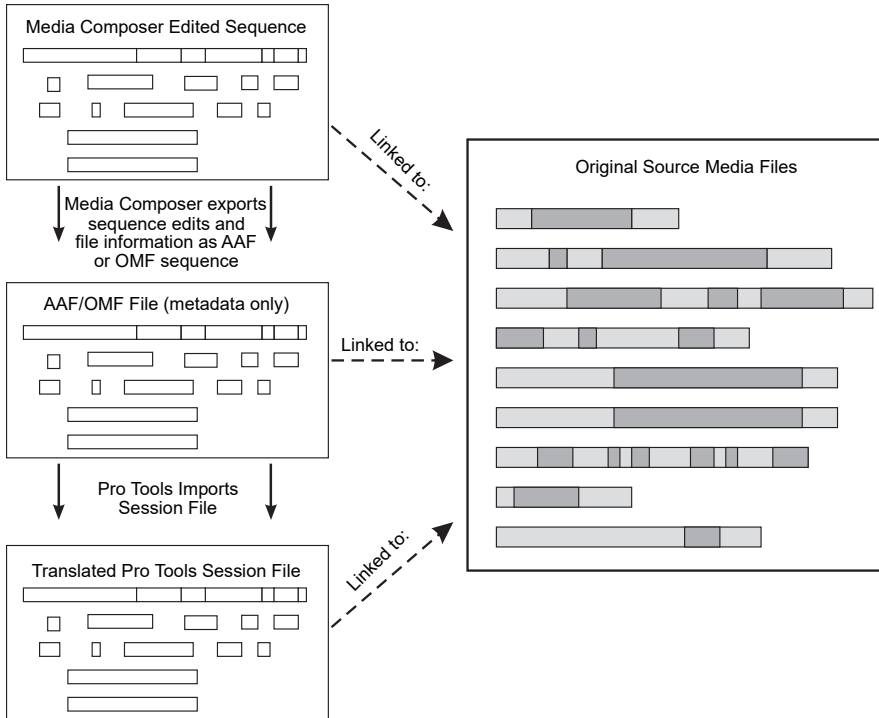 Media Composer Edited Sequence
Linked to:
Original Source Media Files
Media Composer exports
sequence edits and
file information as AAF
or OMF sequence
AAF/OMF File (metadata only)
Linked to:
Pro Tools Imports
Session File
Linked to:
Translated Pro Tools Session File